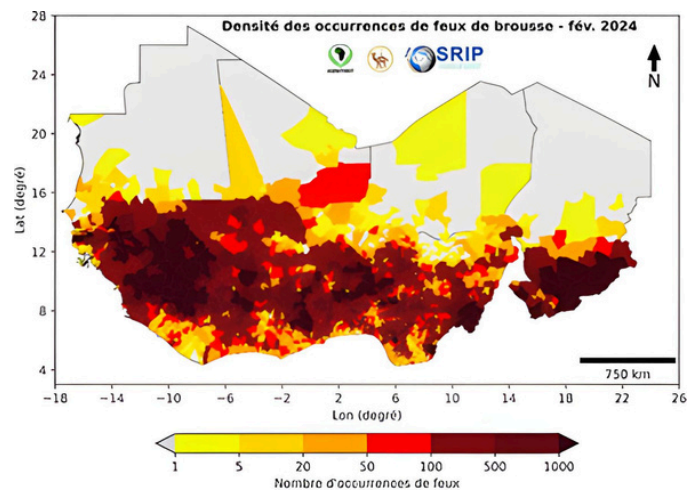 Densité des occurrences de feux de brousse - fév. 2024
SRIP
N
28
24
20
16
12
8
4
Lat (degré)
750 km
−18 −14 −10 −6 −2 2 6 10 14 18 22 26
Lon (degré)
1 5 20 50 100 500 1000
Nombre d'occurrences de feux